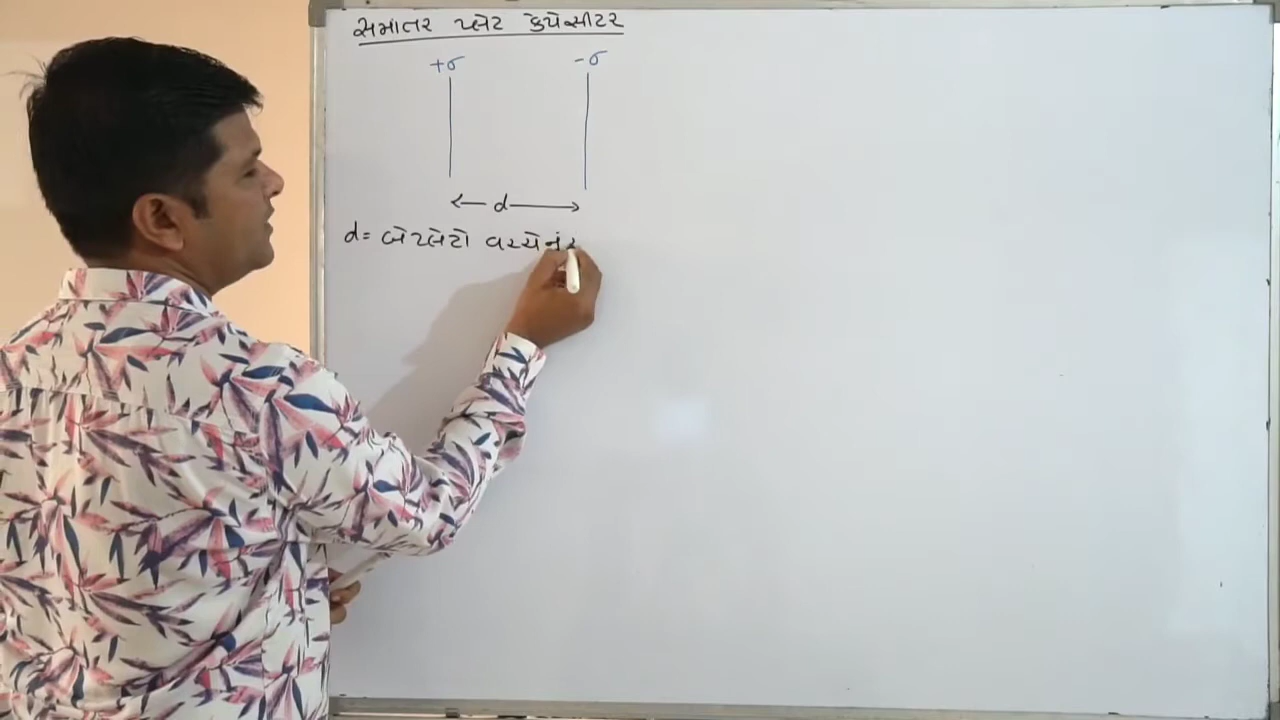 સમાંતર પ્લેટ કેપેસીટર
+σ -σ
d
d= બે પ્લેટો વચ્ચેનું